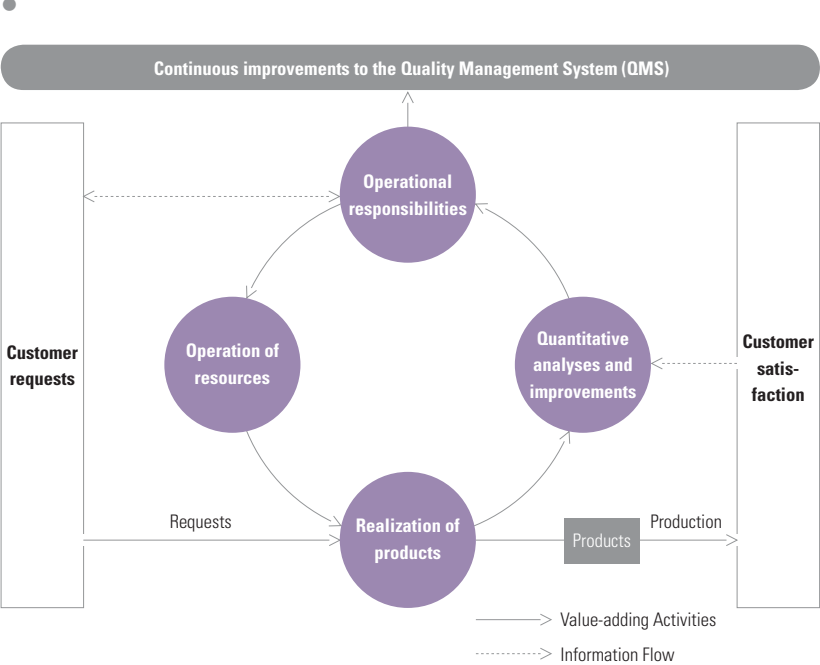 Continuous improvements to the Quality Management System (QMS)
Operational
responsibilities
Customer
requests
Operation of
resources
Quantitative
analyses and
improvements
Customer
satis-
faction
Requests
Realization of
products
Products
Production
Value-adding Activities
Information Flow